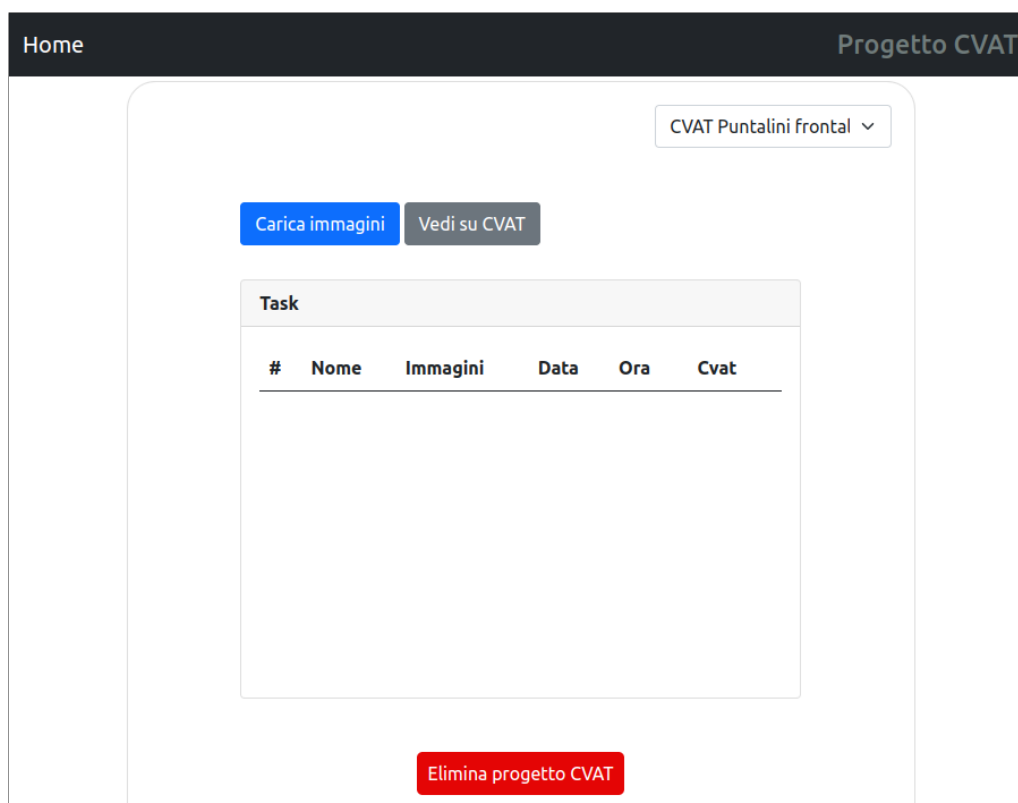 Home Progetto CVAT
CVAT Puntalini frontal
Carica immagini Vedi su CVAT
Task
# Nome Immagini Data Ora Cvat
Elimina progetto CVAT